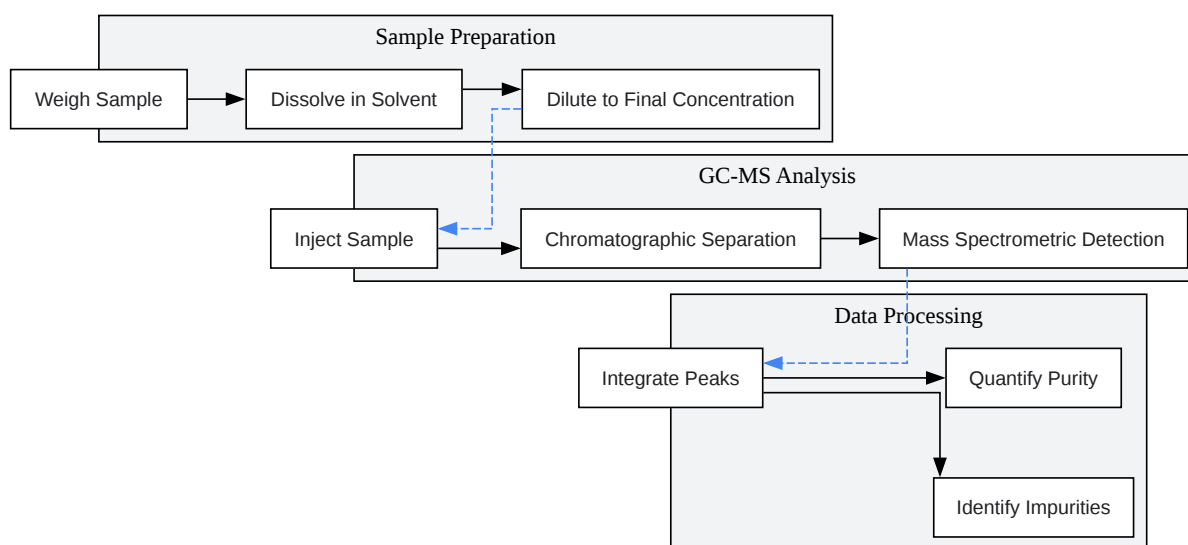 Sample Preparation
Weigh Sample
Dissolve in Solvent
Dilute to Final Concentration
GC-MS Analysis
Inject Sample
Chromatographic Separation
Mass Spectrometric Detection
Data Processing
Integrate Peaks
Quantify Purity
Identify Impurities